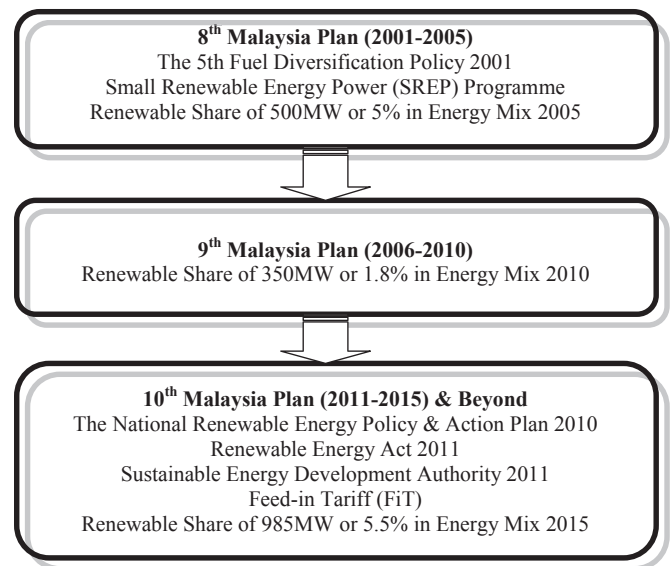 8th Malaysia Plan (2001-2005)
The 5th Fuel Diversification Policy 2001
Small Renewable Energy Power (SREP) Programme
Renewable Share of 500MW or 5% in Energy Mix 2005
9th Malaysia Plan (2006-2010)
Renewable Share of 350MW or 1.8% in Energy Mix 2010
10th Malaysia Plan (2011-2015) & Beyond
The National Renewable Energy Policy & Action Plan 2010
Renewable Energy Act 2011
Sustainable Energy Development Authority 2011
Feed-in Tariff (FiT)
Renewable Share of 985MW or 5.5% in Energy Mix 2015